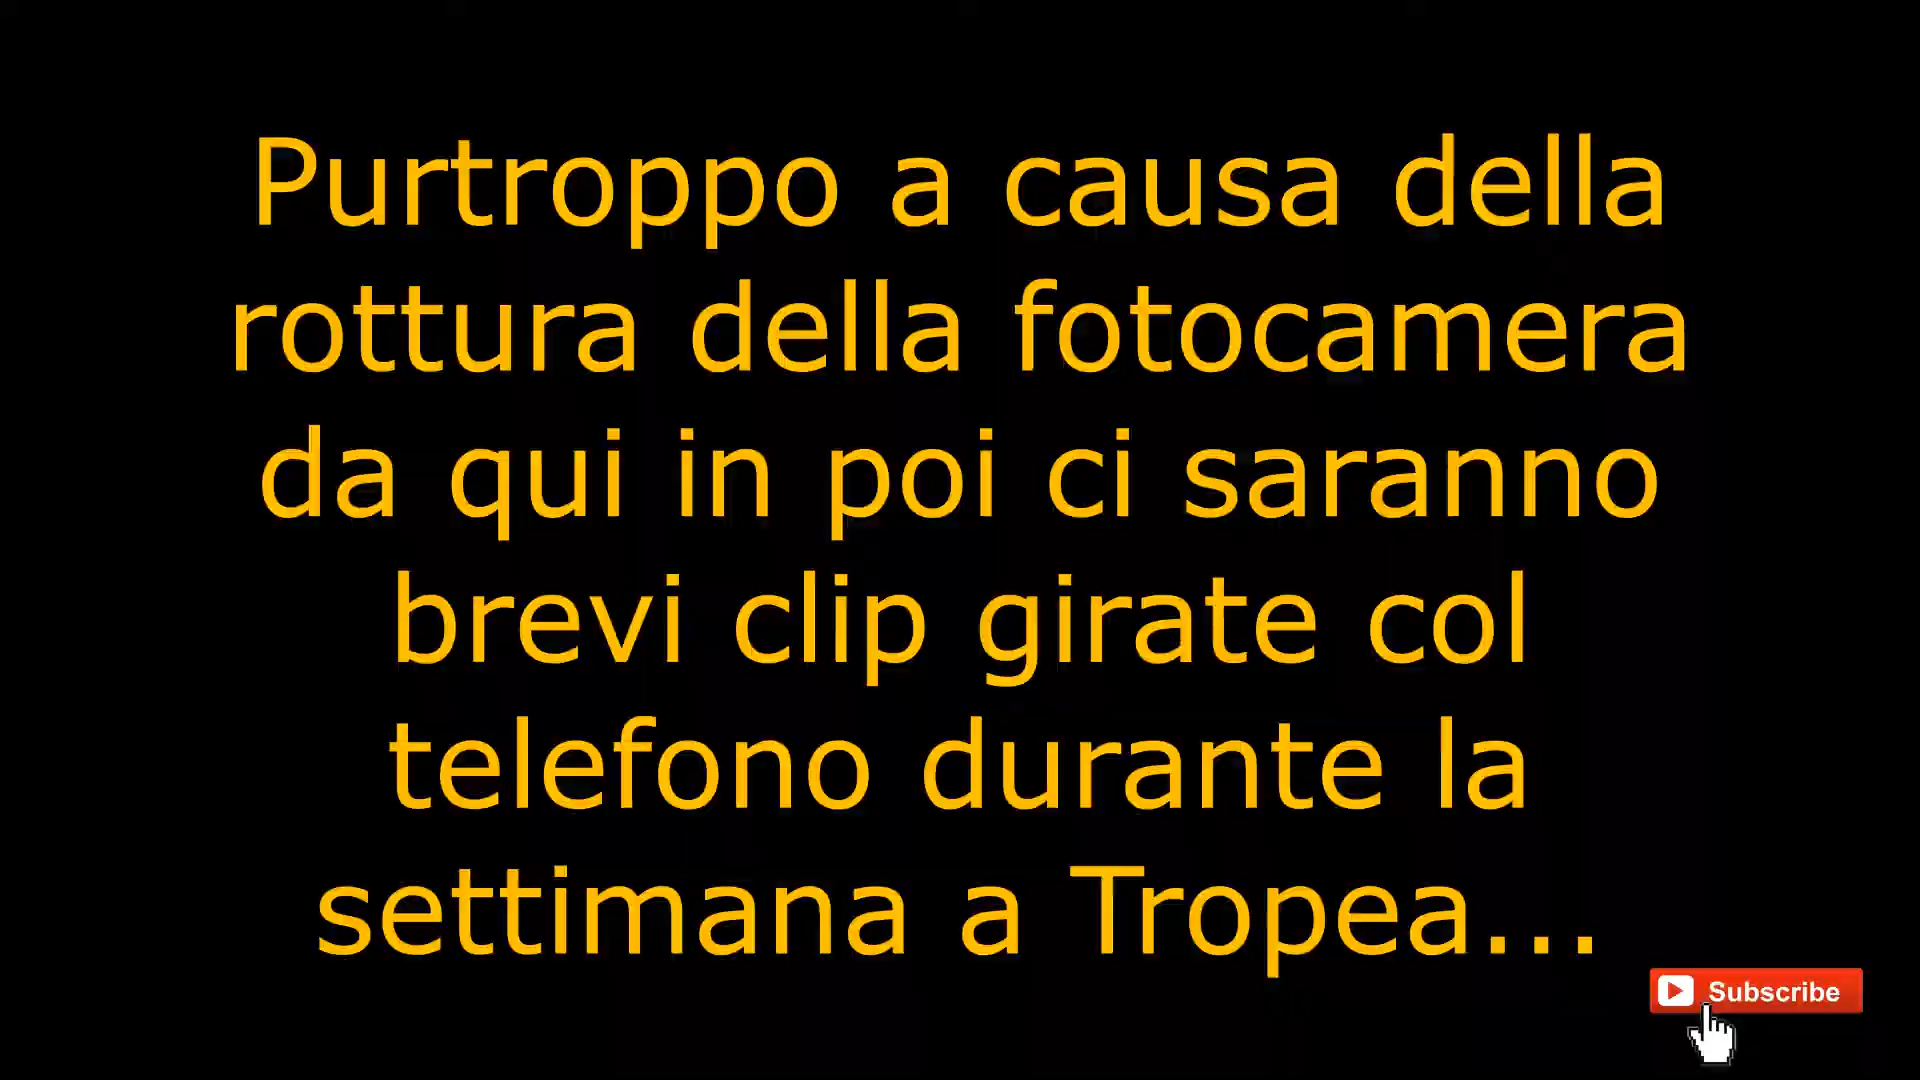 Purtroppo a causa della
rottura della fotocamera
da qui in poi ci saranno
brevi clip girate col
telefono durante la
settimana a Tropea...
Subscribe